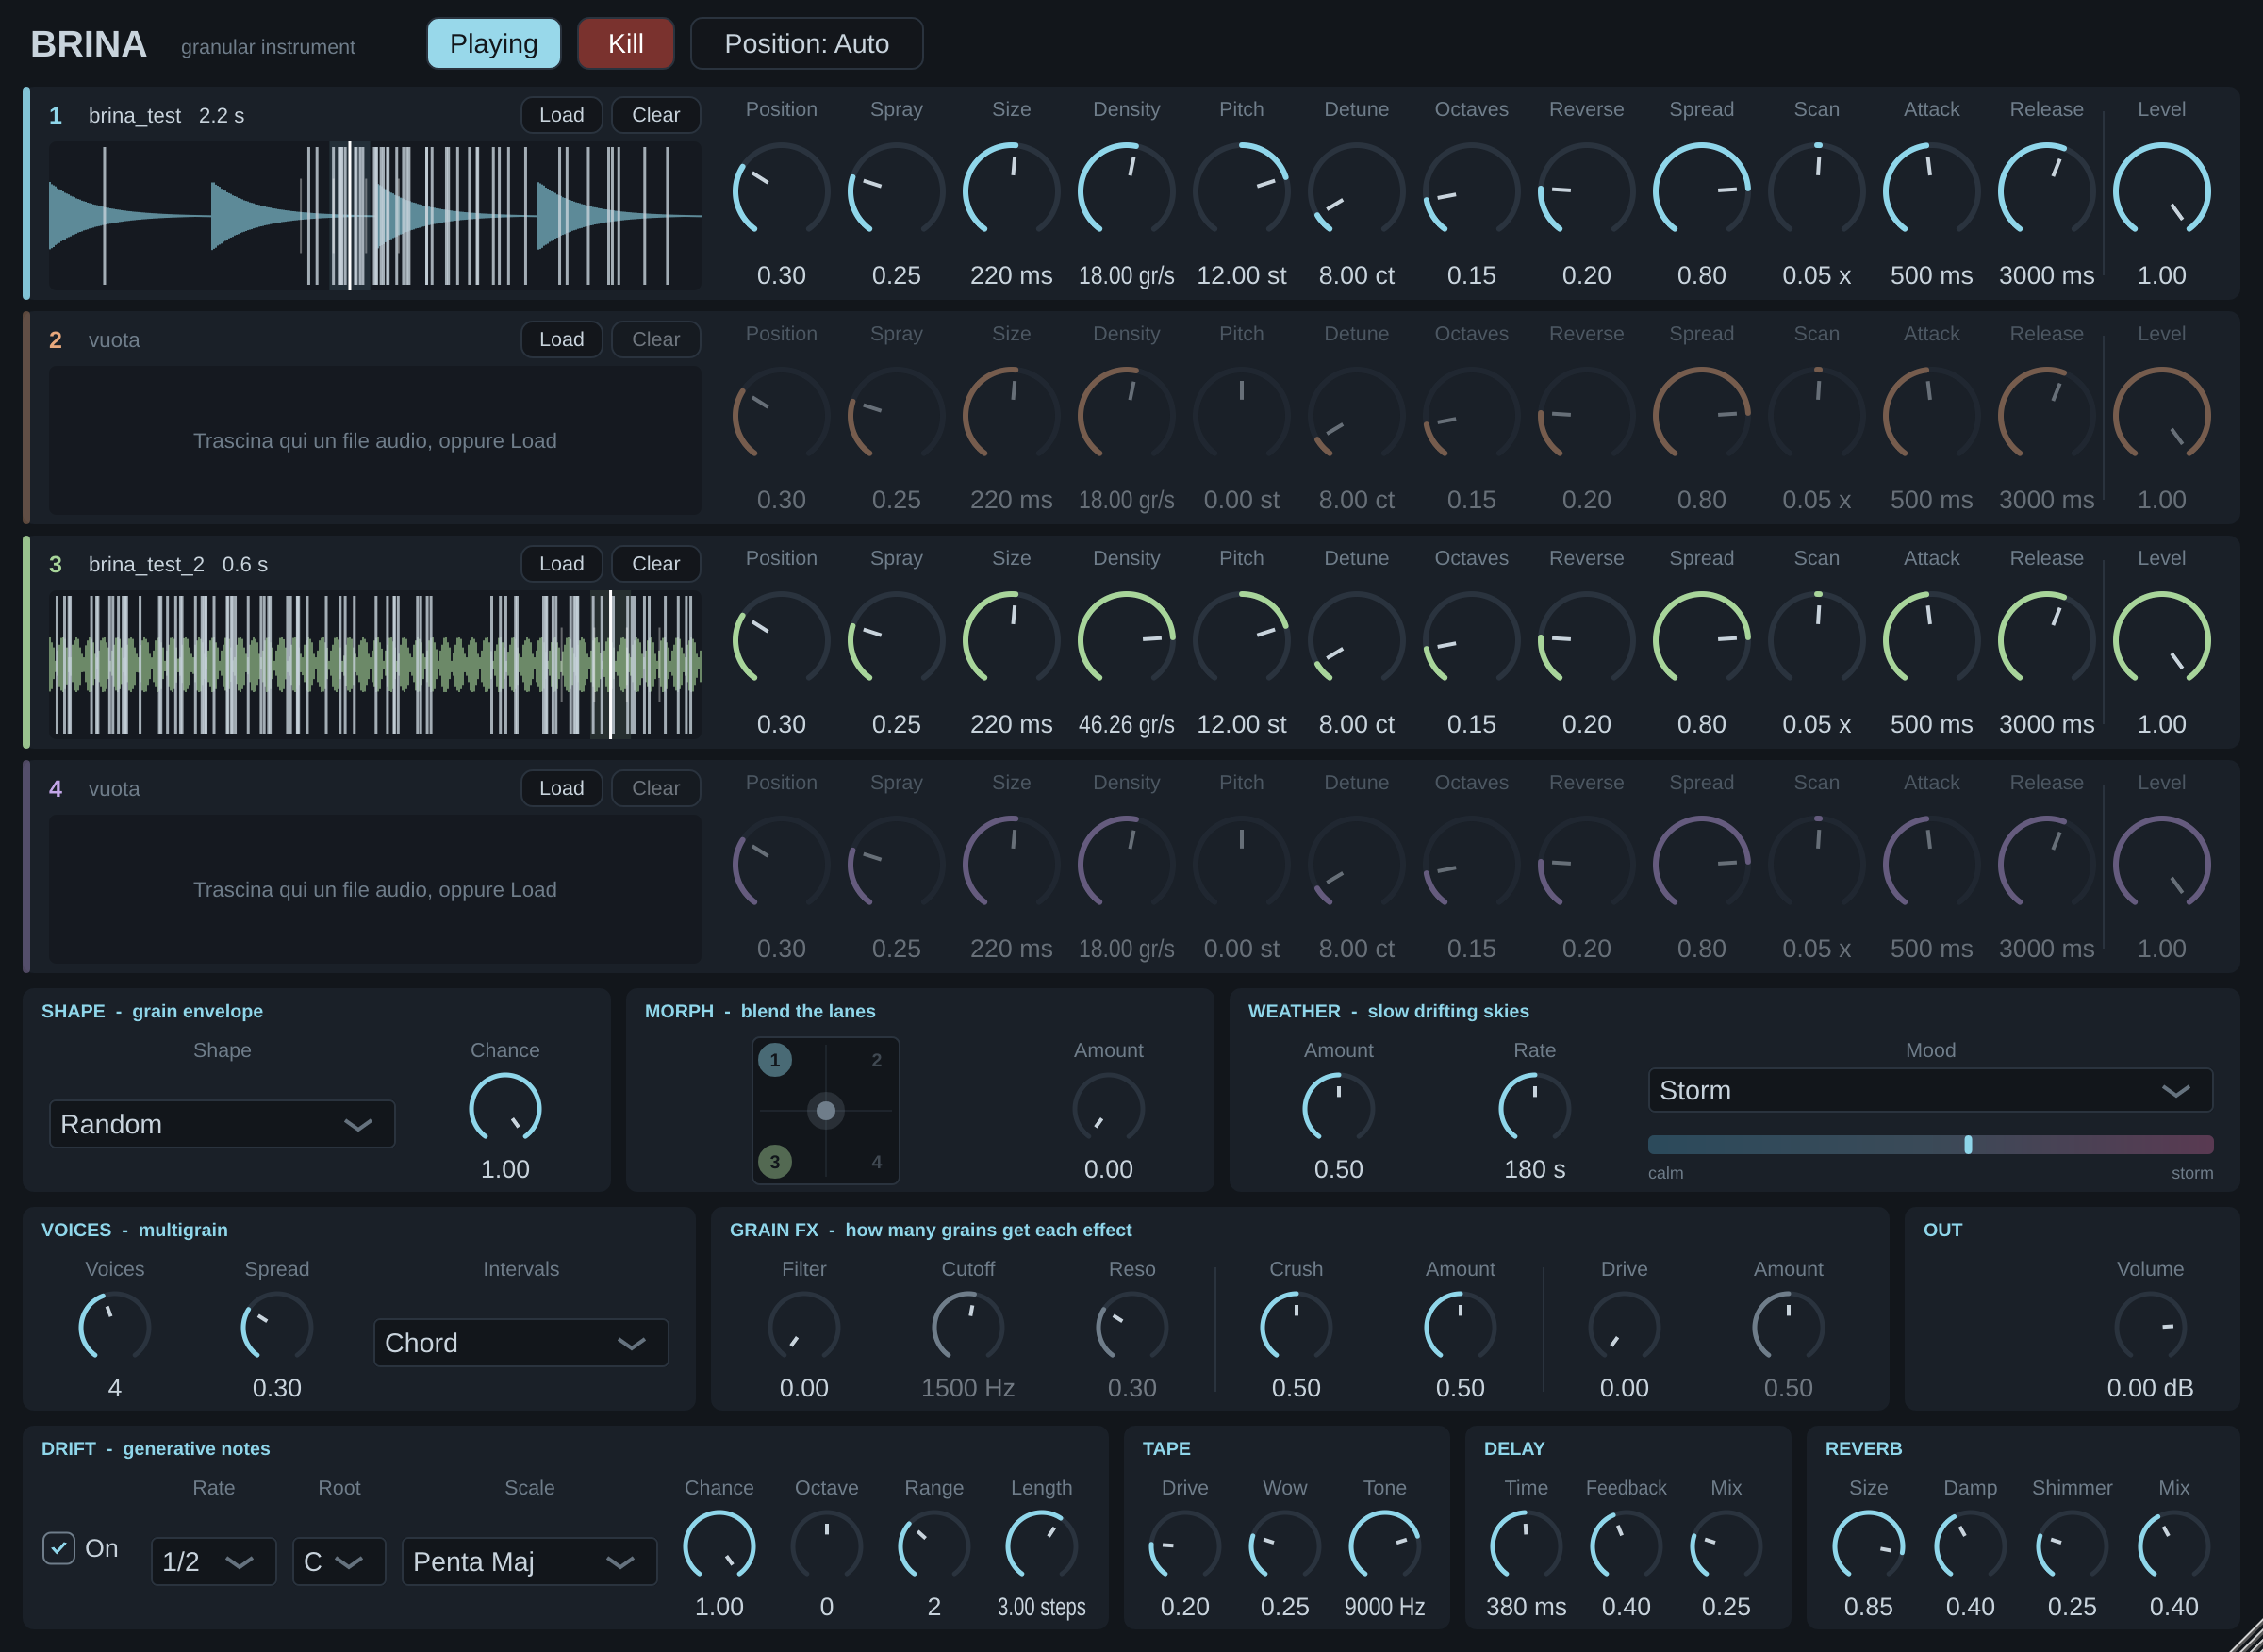 BRINA granular instrument Playing Kill Position: Auto
1 brina_test 2.2 s Load Clear
Position Spray Size Density Pitch Detune Octaves Reverse Spread Scan Attack Release Level
0.30 0.25 220 ms 18.00 gr/s 12.00 st 8.00 ct 0.15 0.20 0.80 0.05 x 500 ms 3000 ms 1.00
2 vuota Load Clear
Position Spray Size Density Pitch Detune Octaves Reverse Spread Scan Attack Release Level
Trascina qui un file audio, oppure Load
0.30 0.25 220 ms 18.00 gr/s 0.00 st 8.00 ct 0.15 0.20 0.80 0.05 x 500 ms 3000 ms 1.00
3 brina_test_2 0.6 s Load Clear
Position Spray Size Density Pitch Detune Octaves Reverse Spread Scan Attack Release Level
0.30 0.25 220 ms 46.26 gr/s 12.00 st 8.00 ct 0.15 0.20 0.80 0.05 x 500 ms 3000 ms 1.00
4 vuota Load Clear
Position Spray Size Density Pitch Detune Octaves Reverse Spread Scan Attack Release Level
Trascina qui un file audio, oppure Load
0.30 0.25 220 ms 18.00 gr/s 0.00 st 8.00 ct 0.15 0.20 0.80 0.05 x 500 ms 3000 ms 1.00
SHAPE - grain envelope
Shape Chance
Random
1.00
MORPH - blend the lanes
1 2
3 4
Amount
0.00
WEATHER - slow drifting skies
Amount Rate Mood
Storm
0.50 180 s
calm storm
VOICES - multigrain
Voices Spread Intervals
Chord
4 0.30
GRAIN FX - how many grains get each effect
Filter Cutoff Reso Crush Amount Drive Amount
0.00 1500 Hz 0.30 0.50 0.50 0.00 0.50
OUT
Volume
0.00 dB
DRIFT - generative notes
Rate Root Scale Chance Octave Range Length
On 1/2 C Penta Maj
1.00 0 2 3.00 steps
TAPE
Drive Wow Tone
0.20 0.25 9000 Hz
DELAY
Time Feedback Mix
380 ms 0.40 0.25
REVERB
Size Damp Shimmer Mix
0.85 0.40 0.25 0.40